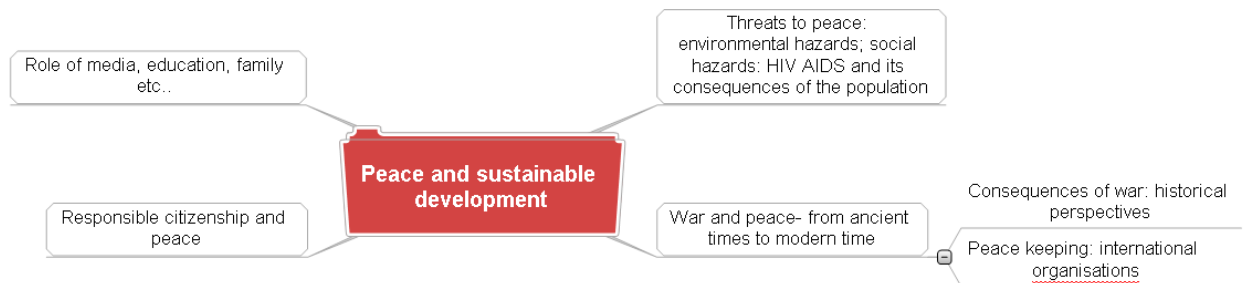 Role of media, education, family
etc..
Threats to peace:
environmental hazards; social
hazards: HIV AIDS and its
consequences of the population
Peace and sustainable
development
Responsible citizenship and
peace
War and peace- from ancient
times to modern time
Consequences of war: historical
perspectives
Peace keeping: international
organisations